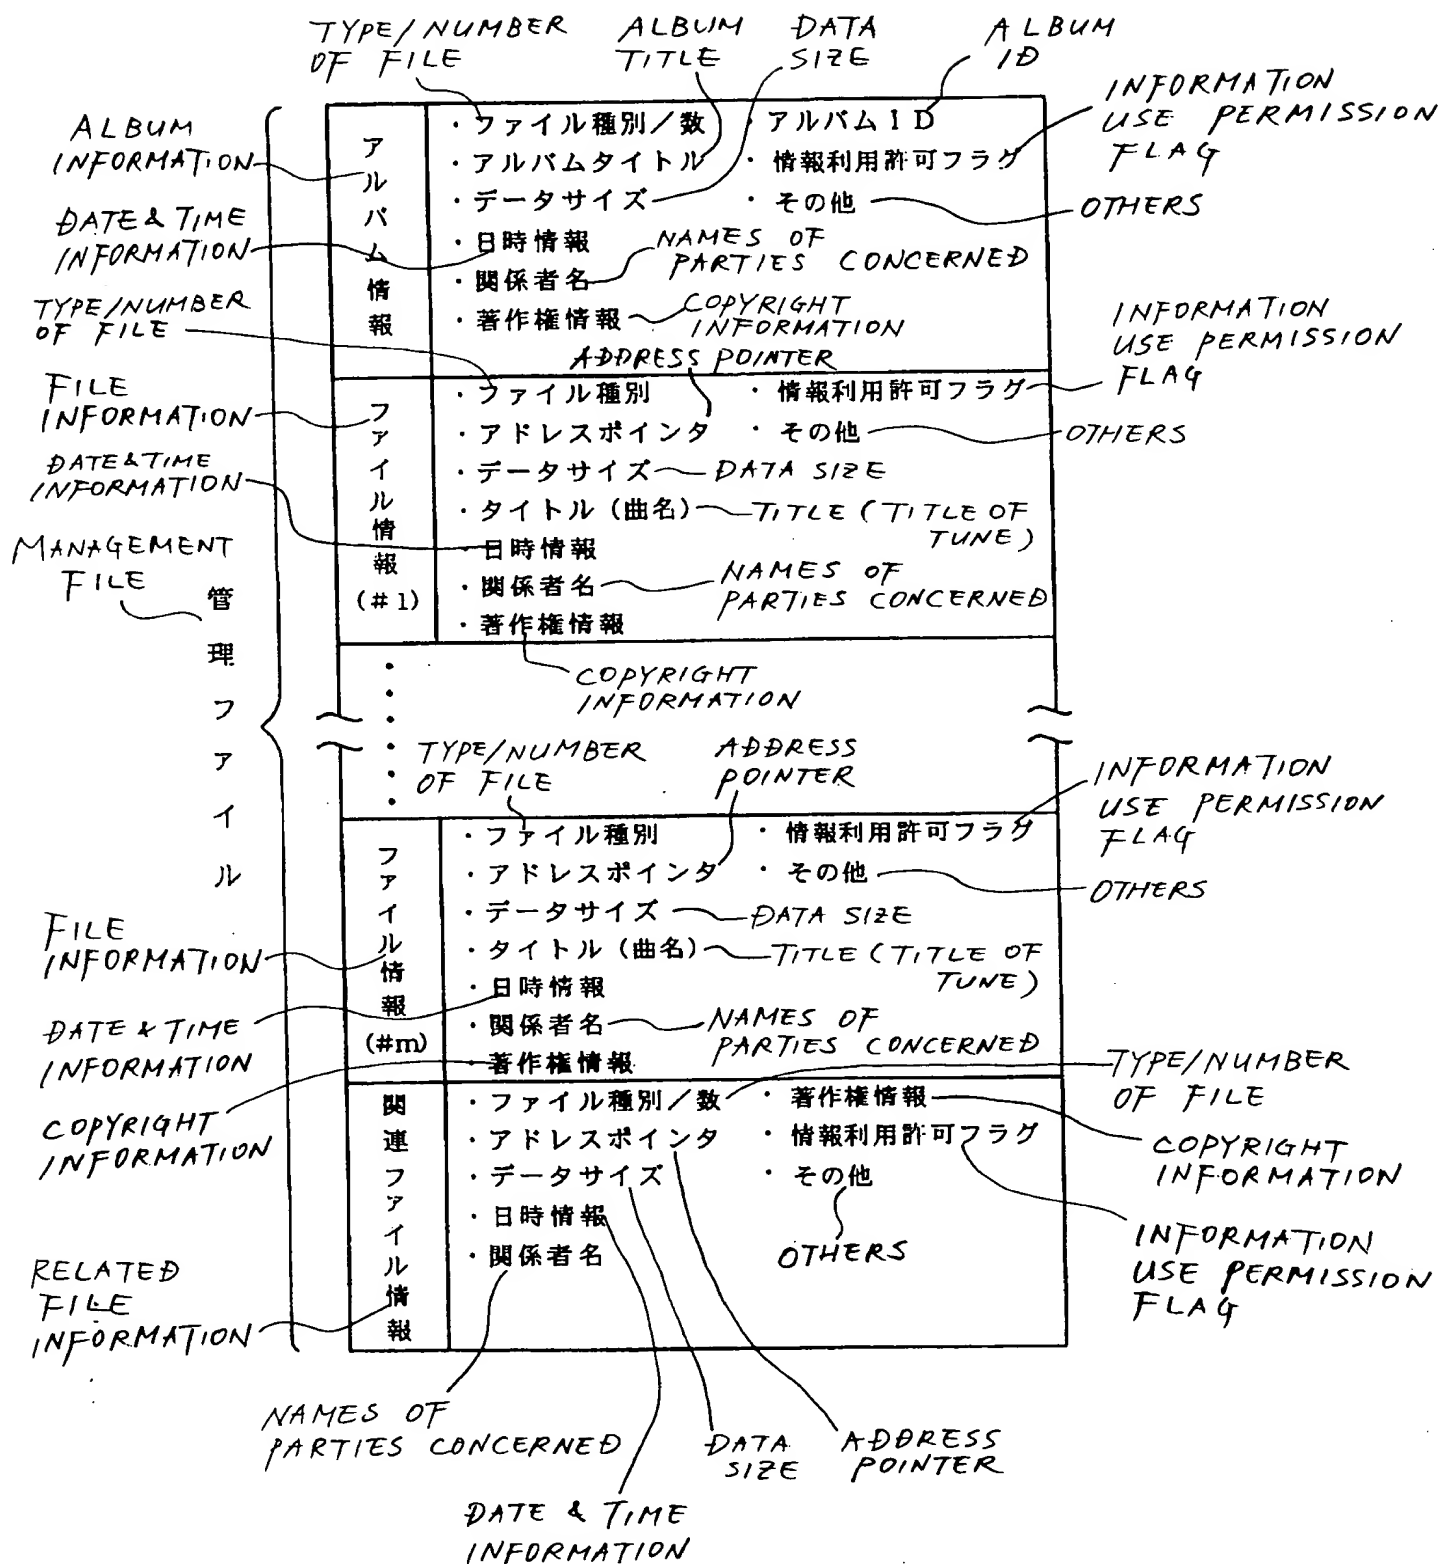 TYPE/NUMBER
OF FILE
ALBUM
TITLE
DATA
SIZE
ALBUM
ID
INFORMATION
USE PERMISSION
FLAG
ALBUM
INFORMATION
アルバム情報
・ファイル種別/数
・アルバムID
・アルバムタイトル
・情報利用許可フラグ
・データサイズ
・その他
OTHERS
DATE & TIME
INFORMATION
・日時情報
NAMES OF
PARTIES CONCERNED
・関係者名
TYPE/NUMBER
OF FILE
・著作権情報
COPYRIGHT
INFORMATION
ADDRESS POINTER
INFORMATION
USE PERMISSION
FLAG
FILE
INFORMATION
ファイル情報
(#1)
・ファイル種別
・情報利用許可フラグ
・アドレスポインタ
・その他
OTHERS
DATE & TIME
INFORMATION
・データサイズ
DATA SIZE
・タイトル(曲名)
TITLE (TITLE OF
TUNE)
・日時情報
・関係者名
NAMES OF
PARTIES CONCERNED
・著作権情報
COPYRIGHT
INFORMATION
MANAGEMENT
FILE
管理ファイル
TYPE/NUMBER
OF FILE
ADDRESS
POINTER
INFORMATION
USE PERMISSION
FLAG
ファイル情報
(#m)
・ファイル種別
・情報利用許可フラグ
・アドレスポインタ
・その他
OTHERS
・データサイズ
DATA SIZE
FILE
INFORMATION
・タイトル(曲名)
TITLE (TITLE OF
TUNE)
・日時情報
DATE & TIME
INFORMATION
・関係者名
NAMES OF
PARTIES CONCERNED
・著作権情報
COPYRIGHT
INFORMATION
TYPE/NUMBER
OF FILE
関連ファイル情報
・ファイル種別/数
・著作権情報
COPYRIGHT
INFORMATION
・アドレスポインタ
・情報利用許可フラグ
INFORMATION
USE PERMISSION
FLAG
・データサイズ
・その他
OTHERS
・日時情報
・関係者名
RELATED
FILE
INFORMATION
NAMES OF
PARTIES CONCERNED
DATA
SIZE
ADDRESS
POINTER
DATE & TIME
INFORMATION